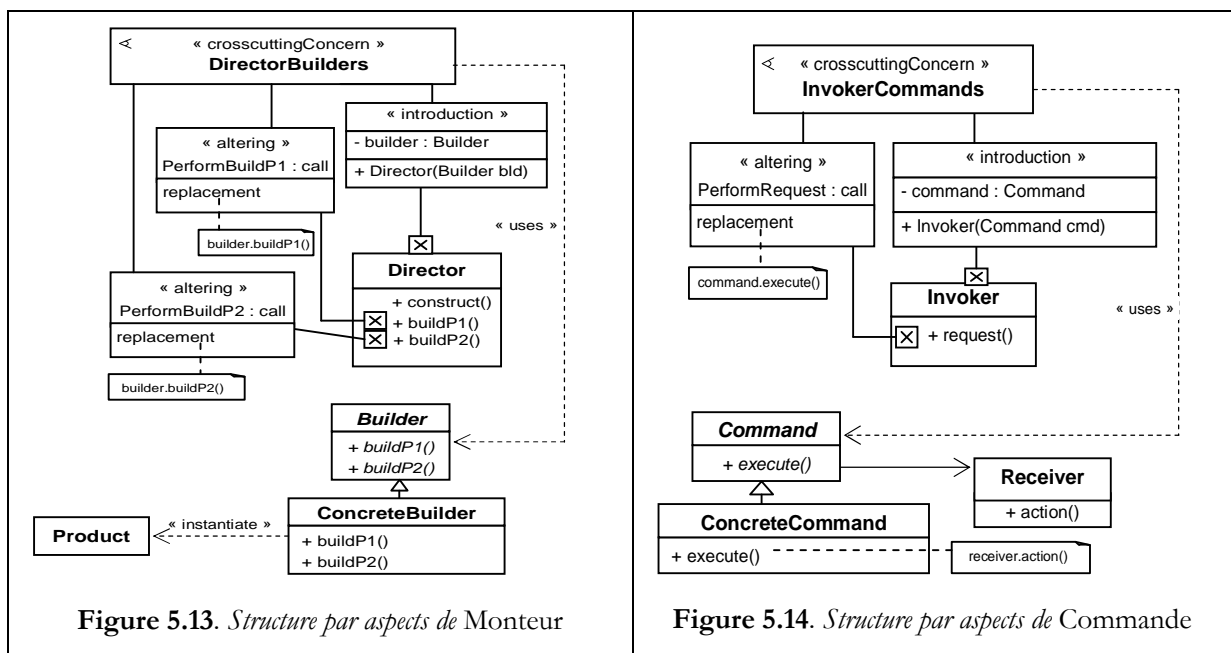 « crosscuttingConcern »
DirectorBuilders
« altering »
PerformBuildP1 : call
replacement
builder.buildP1()
« introduction »
- builder : Builder
+ Director(Builder bld)
« uses »
« altering »
PerformBuildP2 : call
replacement
builder.buildP2()
Director
+ construct()
+ buildP1()
+ buildP2()
Builder
+ buildP1()
+ buildP2()
ConcreteBuilder
+ buildP1()
+ buildP2()
« instantiate »
Product
Figure 5.13. Structure par aspects de Monteur
« crosscuttingConcern »
InvokerCommands
« altering »
PerformRequest : call
replacement
command.execute()
« introduction »
- command : Command
+ Invoker(Command cmd)
Invoker
+ request()
« uses »
Command
+ execute()
Receiver
+ action()
ConcreteCommand
+ execute()
receiver.action()
Figure 5.14. Structure par aspects de Commande